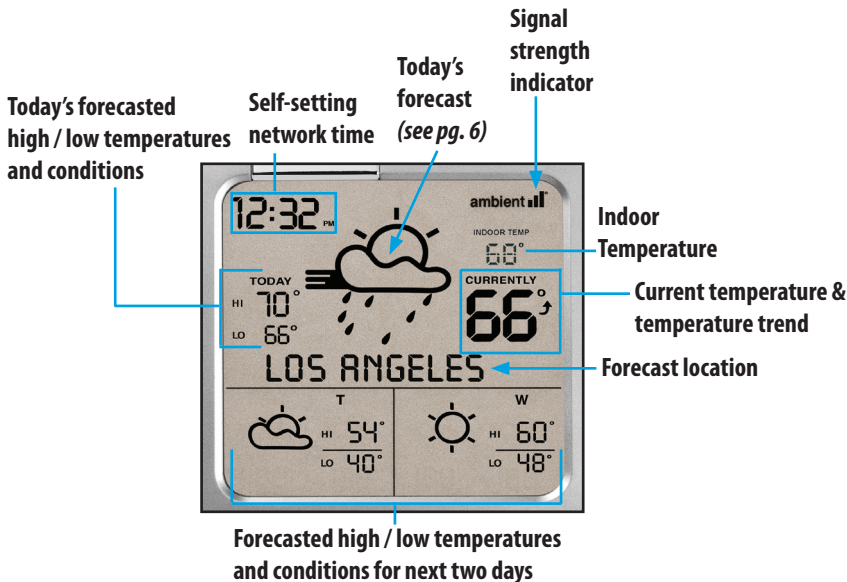 Signal
strength
indicator
Today's
forecast
(see pg. 6)
Self-setting
network time
Today's forecasted
high / low temperatures
and conditions
12:32 PM
ambient
INDOOR TEMP
68°
Indoor
Temperature
TODAY
HI 70°
LO 66°
CURRENTLY
66°
Current temperature &
temperature trend
LOS ANGELES
Forecast location
T
HI 54°
LO 40°
W
HI 60°
LO 48°
Forecasted high / low temperatures
and conditions for next two days